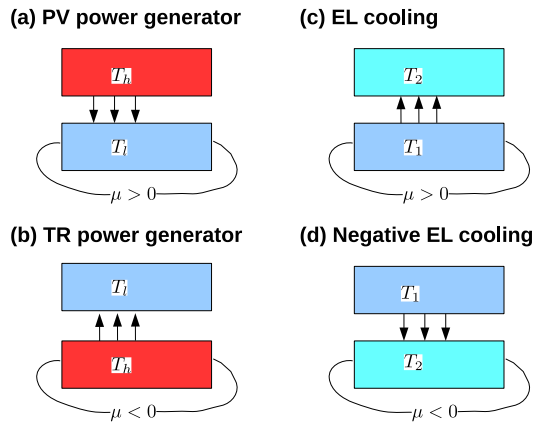 (a) PV power generator
T_h
T_l
μ > 0
(b) TR power generator
T_l
T_h
μ < 0
(c) EL cooling
T_2
T_1
μ > 0
(d) Negative EL cooling
T_1
T_2
μ < 0